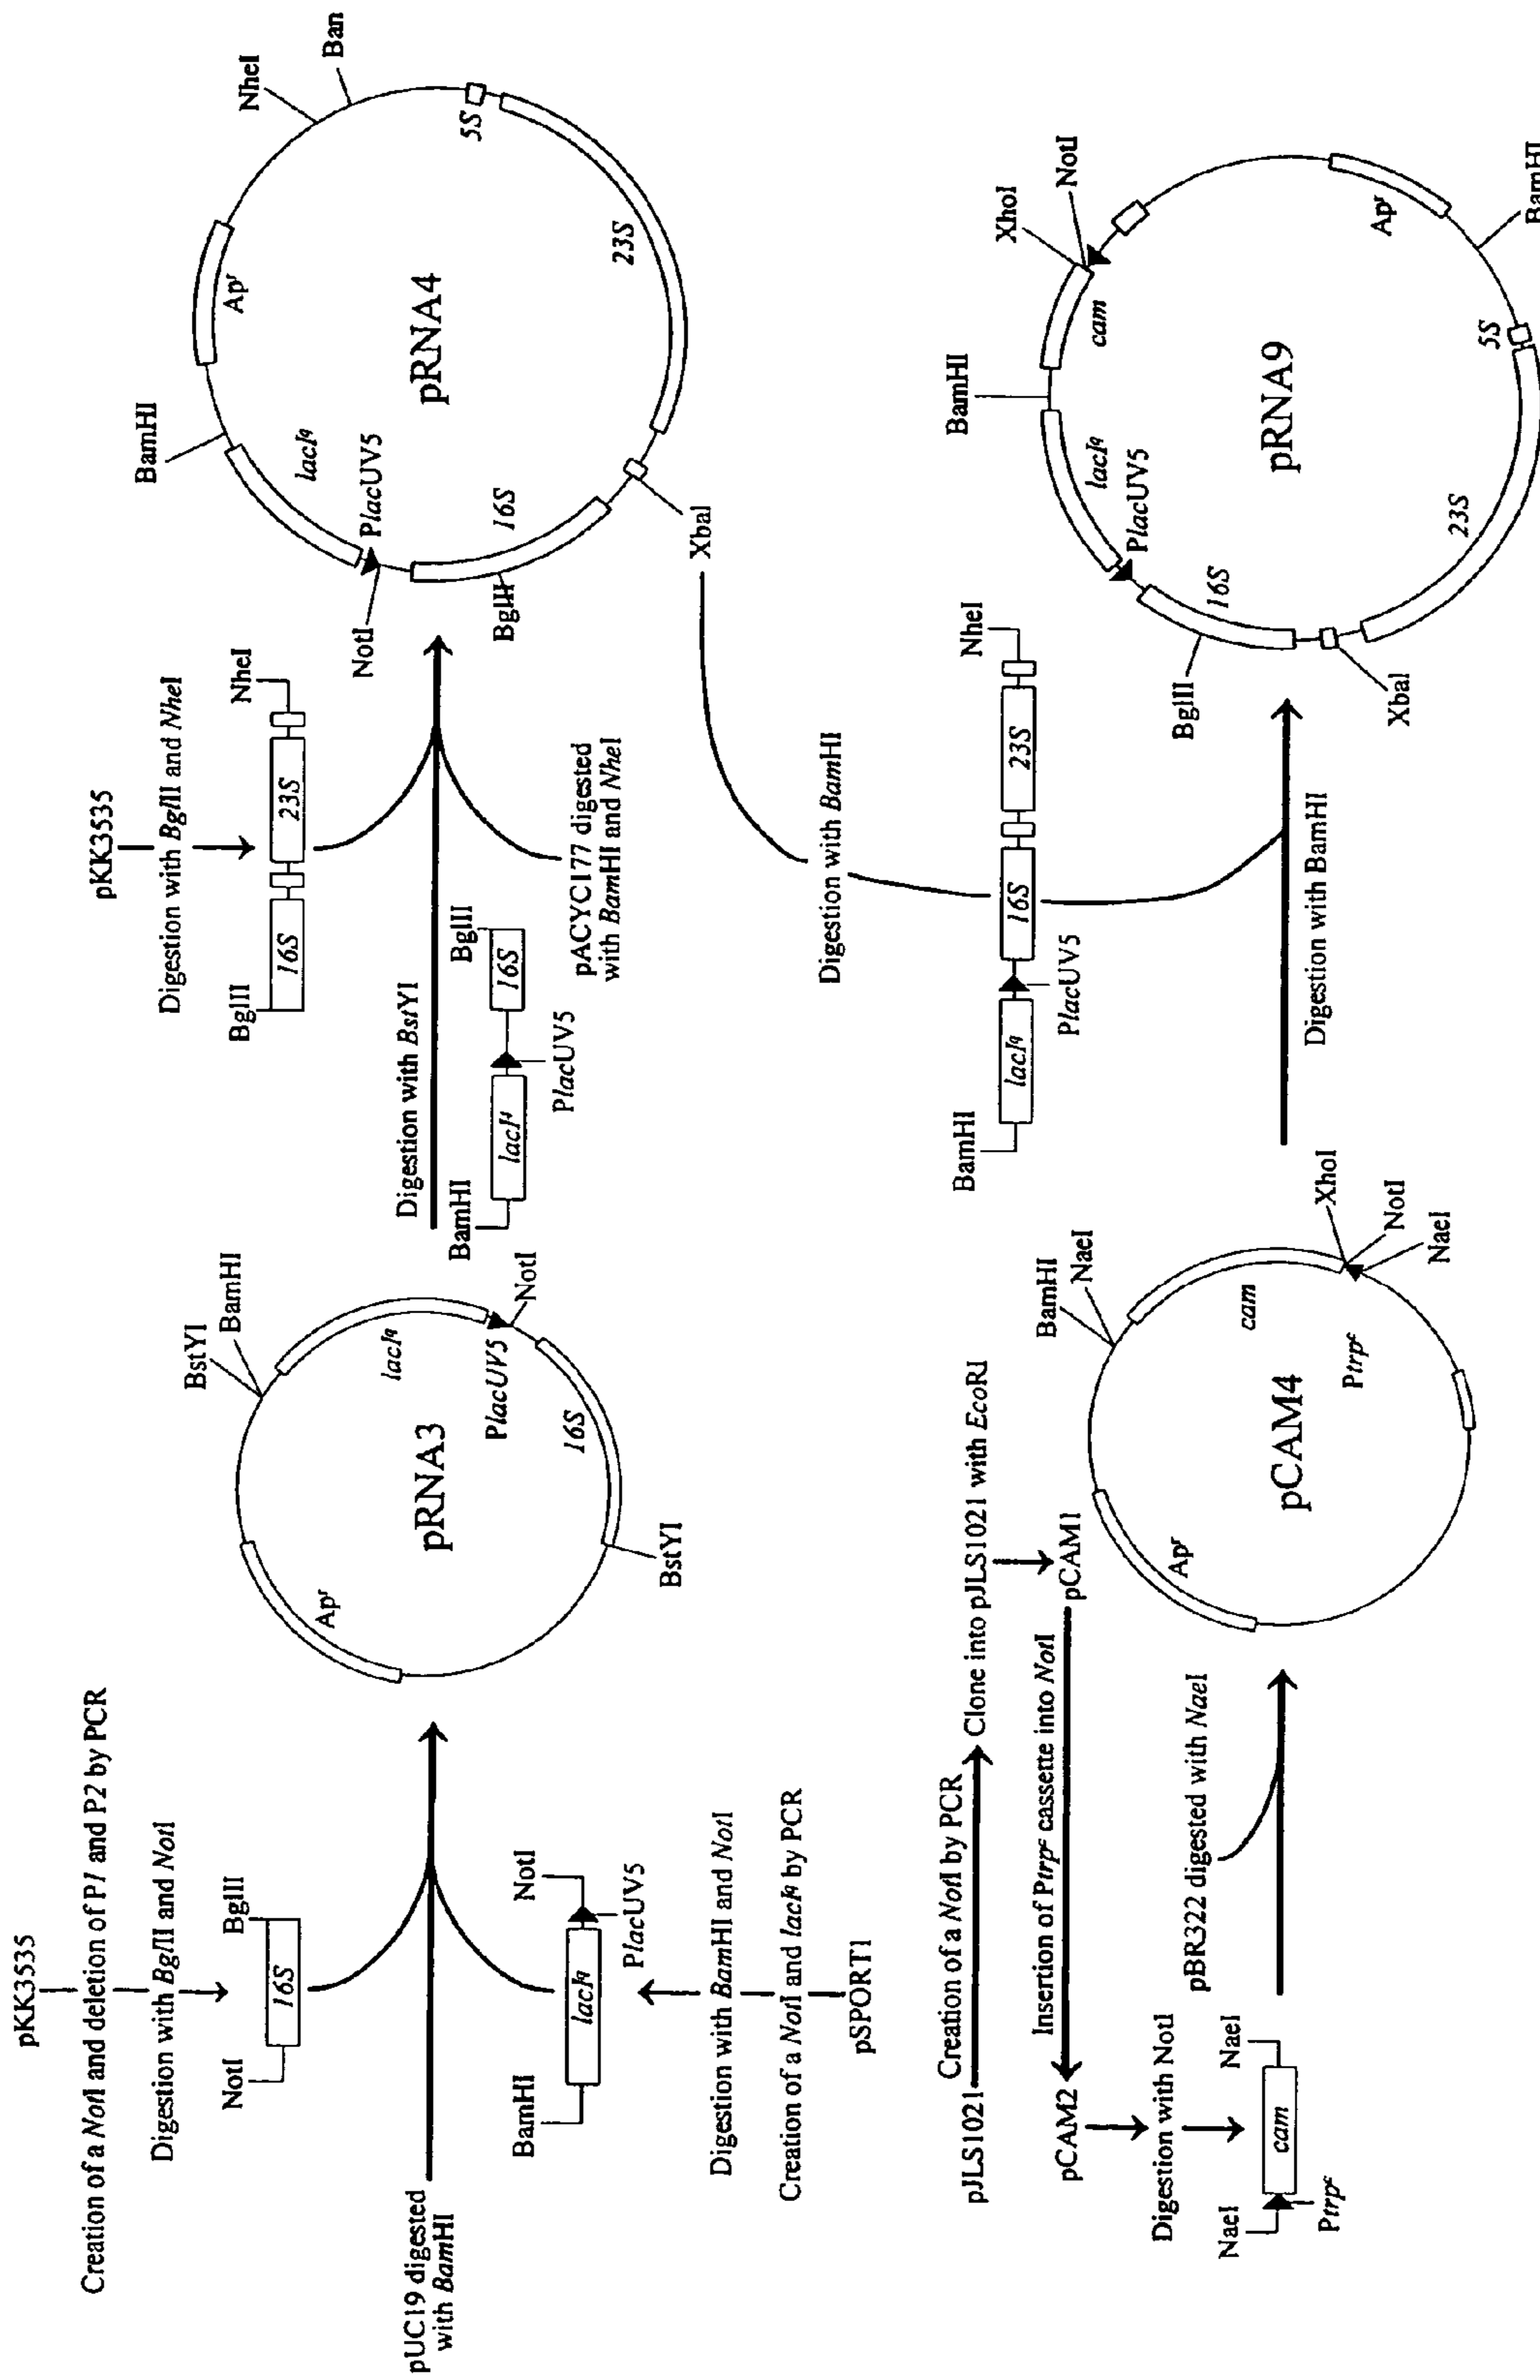 pKK3535
Creation of a NotI and deletion of P1 and P2 by PCR
Digestion with BglII and NotI
NotI
BglII
16S
pUC19 digested
with BamHI
BamHI
NotI
lacIq
PlacUV5
Digestion with BamHI and NotI
Creation of a NotI and lacIq by PCR
pSPORT1
BstYI
BamHI
Apr
lacIq
pRNA3
PlacUV5
NotI
16S
BstYI
pKK3535
Digestion with BglII and NheI
BglII
NheI
16S
23S
Digestion with BstYI
BamHI
BglII
lacIq
16S
PlacUV5
pACYC177 digested
with BamHI and NheI
BamHI
NheI
Ban
Apr
lacIq
PlacUV5
NotI
pRNA4
5S
16S
BglII
23S
XbaI
Digestion with BamHI
pJLS1021
Creation of a NotI by PCR
Clone into pJLS1021 with EcoRI
pCAM1
Insertion of Ptrpc cassette into NotI
pCAM2
Digestion with NotI
NaeI
NaeI
cam
Ptrpc
pBR322 digested with NaeI
BamHI
NaeI
Apr
cam
pCAM4
Ptrpc
XhoI
NotI
NaeI
BamHI
NheI
lacIq
16S
23S
PlacUV5
Digestion with BamHI
BamHI
XhoI
NotI
cam
lacIq
PlacUV5
pRNA9
16S
BglII
Apr
XbaI
23S
5S
BamHI